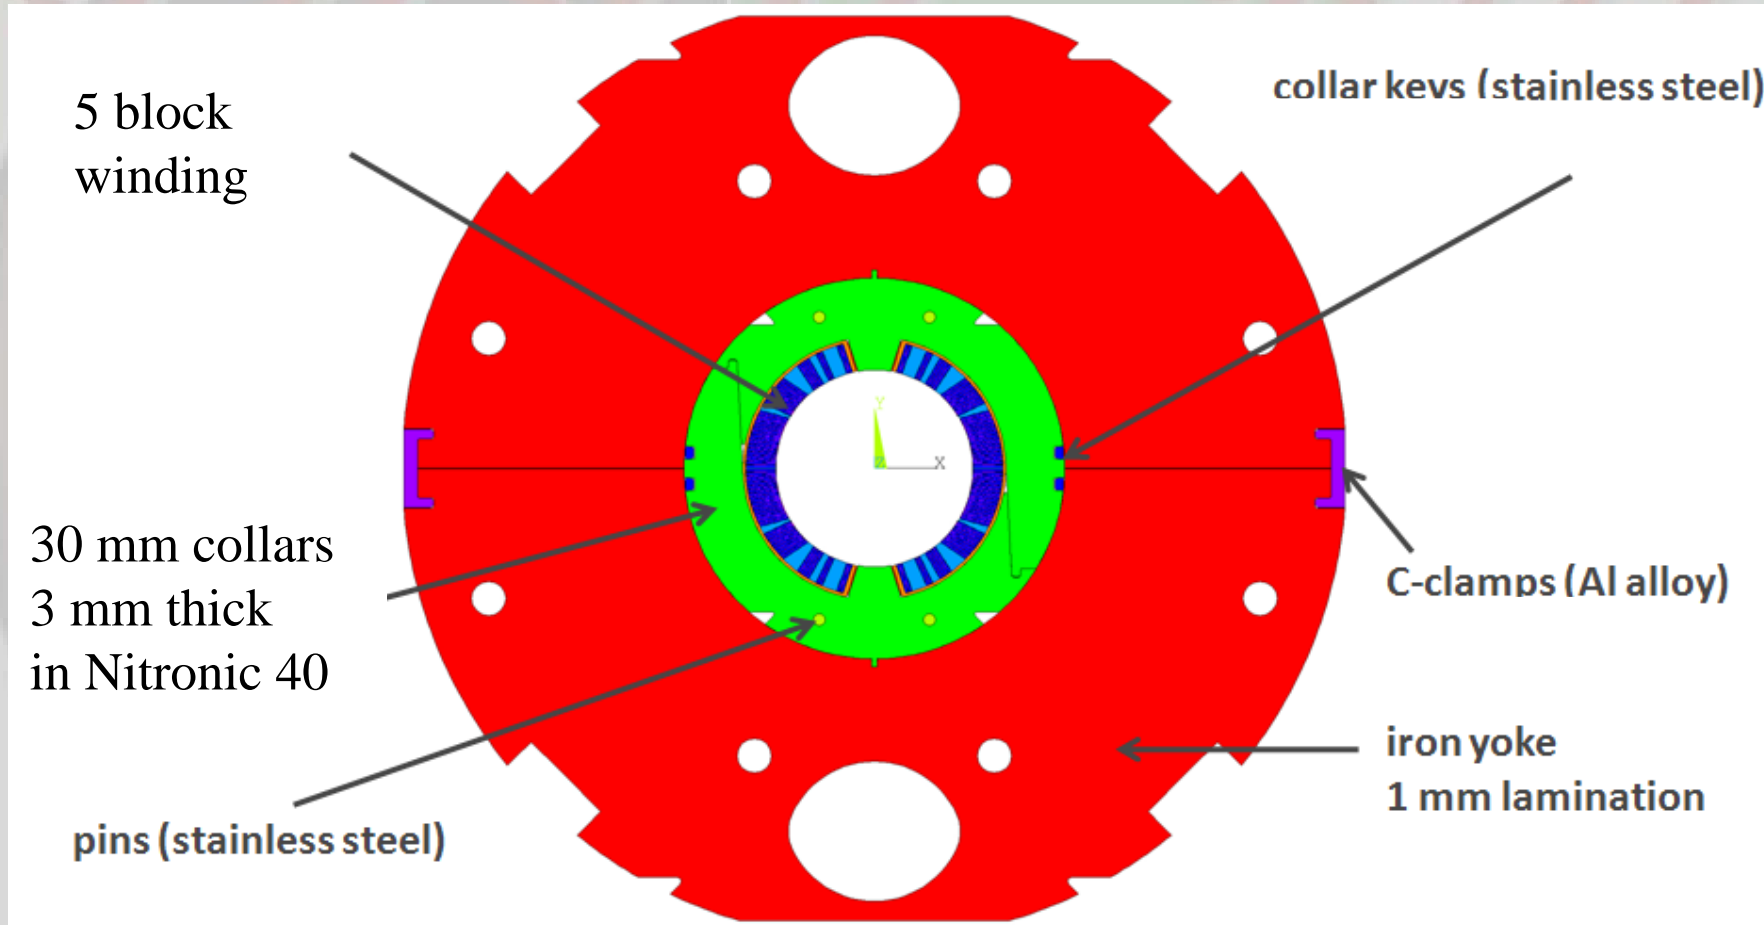 5 block
winding
collar keys (stainless steel)
30 mm collars
3 mm thick
in Nitronic 40
pins (stainless steel)
C-clamps (Al alloy)
iron yoke
1 mm lamination
Y
Z
X